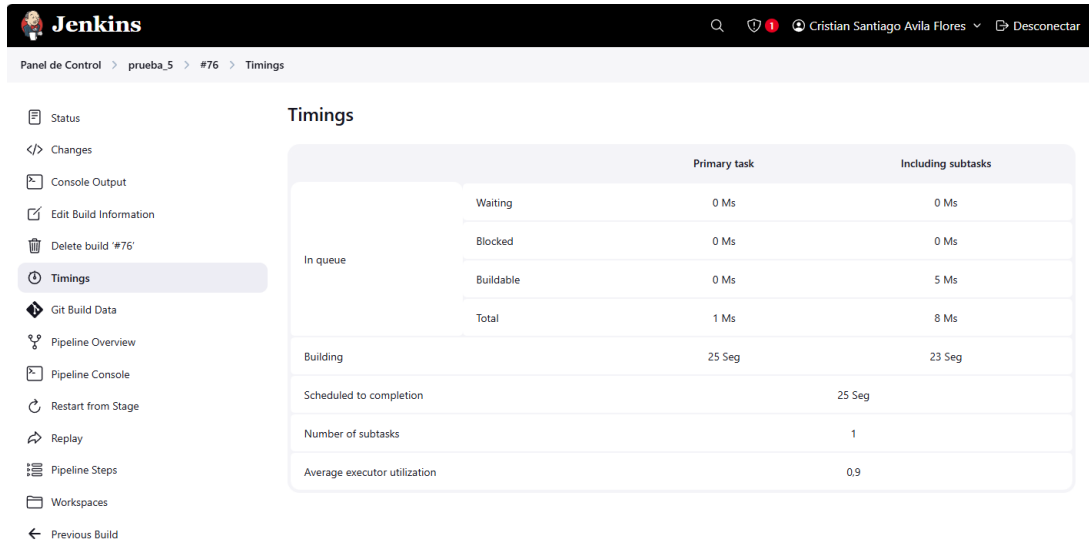 Jenkins
1 Cristian Santiago Avila Flores Desconectar
Panel de Control > prueba_5 > #76 > Timings
Status
Changes
Console Output
Edit Build Information
Delete build '#76'
Timings
Git Build Data
Pipeline Overview
Pipeline Console
Restart from Stage
Replay
Pipeline Steps
Workspaces
Previous Build
Timings
Primary task Including subtasks
In queue
Waiting 0 Ms 0 Ms
Blocked 0 Ms 0 Ms
Buildable 0 Ms 5 Ms
Total 1 Ms 8 Ms
Building 25 Seg 23 Seg
Scheduled to completion 25 Seg
Number of subtasks 1
Average executor utilization 0,9